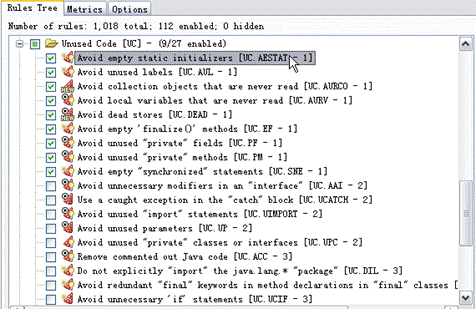 Rules Tree Metrics Options
Number of rules: 1,018 total; 112 enabled; 0 hidden
Unused Code [UC] - (9/27 enabled)
Avoid empty static initializers [UC.AESTAT - 1]
Avoid unused labels [UC.AUL - 1]
Avoid collection objects that are never read [UC.AURCO - 1]
Avoid local variables that are never read [UC.AURV - 1]
Avoid dead stores [UC.DEAD - 1]
Avoid empty 'finalize()' methods [UC.EF - 1]
Avoid unused "private" fields [UC.PF - 1]
Avoid unused "private" methods [UC.PM - 1]
Avoid empty "synchronized" statements [UC.SNE - 1]
Avoid unnecessary modifiers in an "interface" [UC.AAI - 2]
Use a caught exception in the "catch" block [UC.UCATCH - 2]
Avoid unused "import" statements [UC.UIMPORT - 2]
Avoid unused parameters [UC.UP - 2]
Avoid unused "private" classes or interfaces [UC.UPC - 2]
Remove commented out Java code [UC.ACC - 3]
Do not explicitly "import" the java.lang.* "package" [UC.DIL - 3]
Avoid redundant "final" keywords in method declarations in "final" classes [
Avoid unnecessary 'if' statements [UC.UCIF - 3]